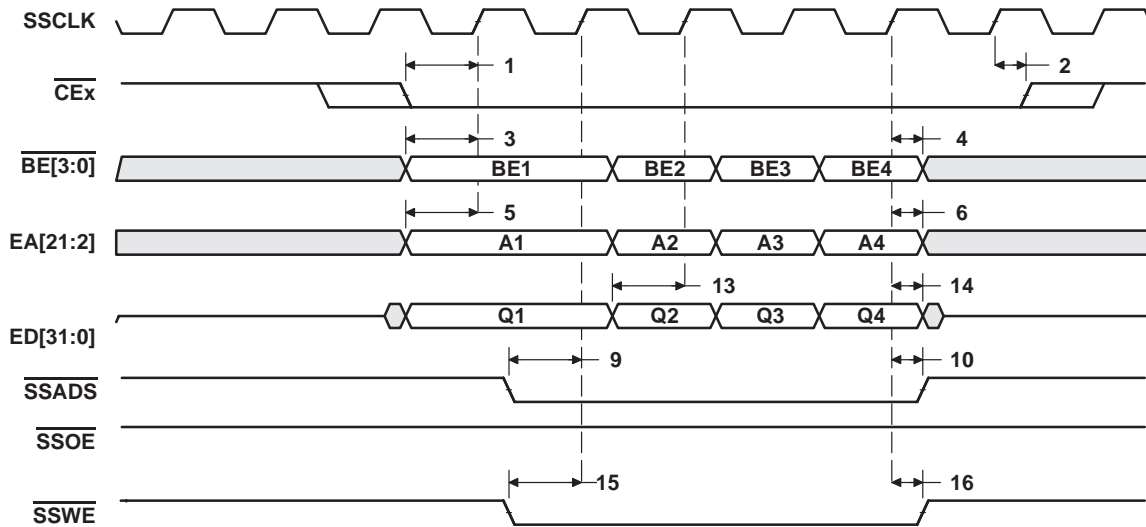 SSCLK
1 2
CEx
3 4
BE[3:0] BE1 BE2 BE3 BE4
5 6
EA[21:2] A1 A2 A3 A4
13 14
ED[31:0] Q1 Q2 Q3 Q4
9 10
SSADS
SSOE
15 16
SSWE